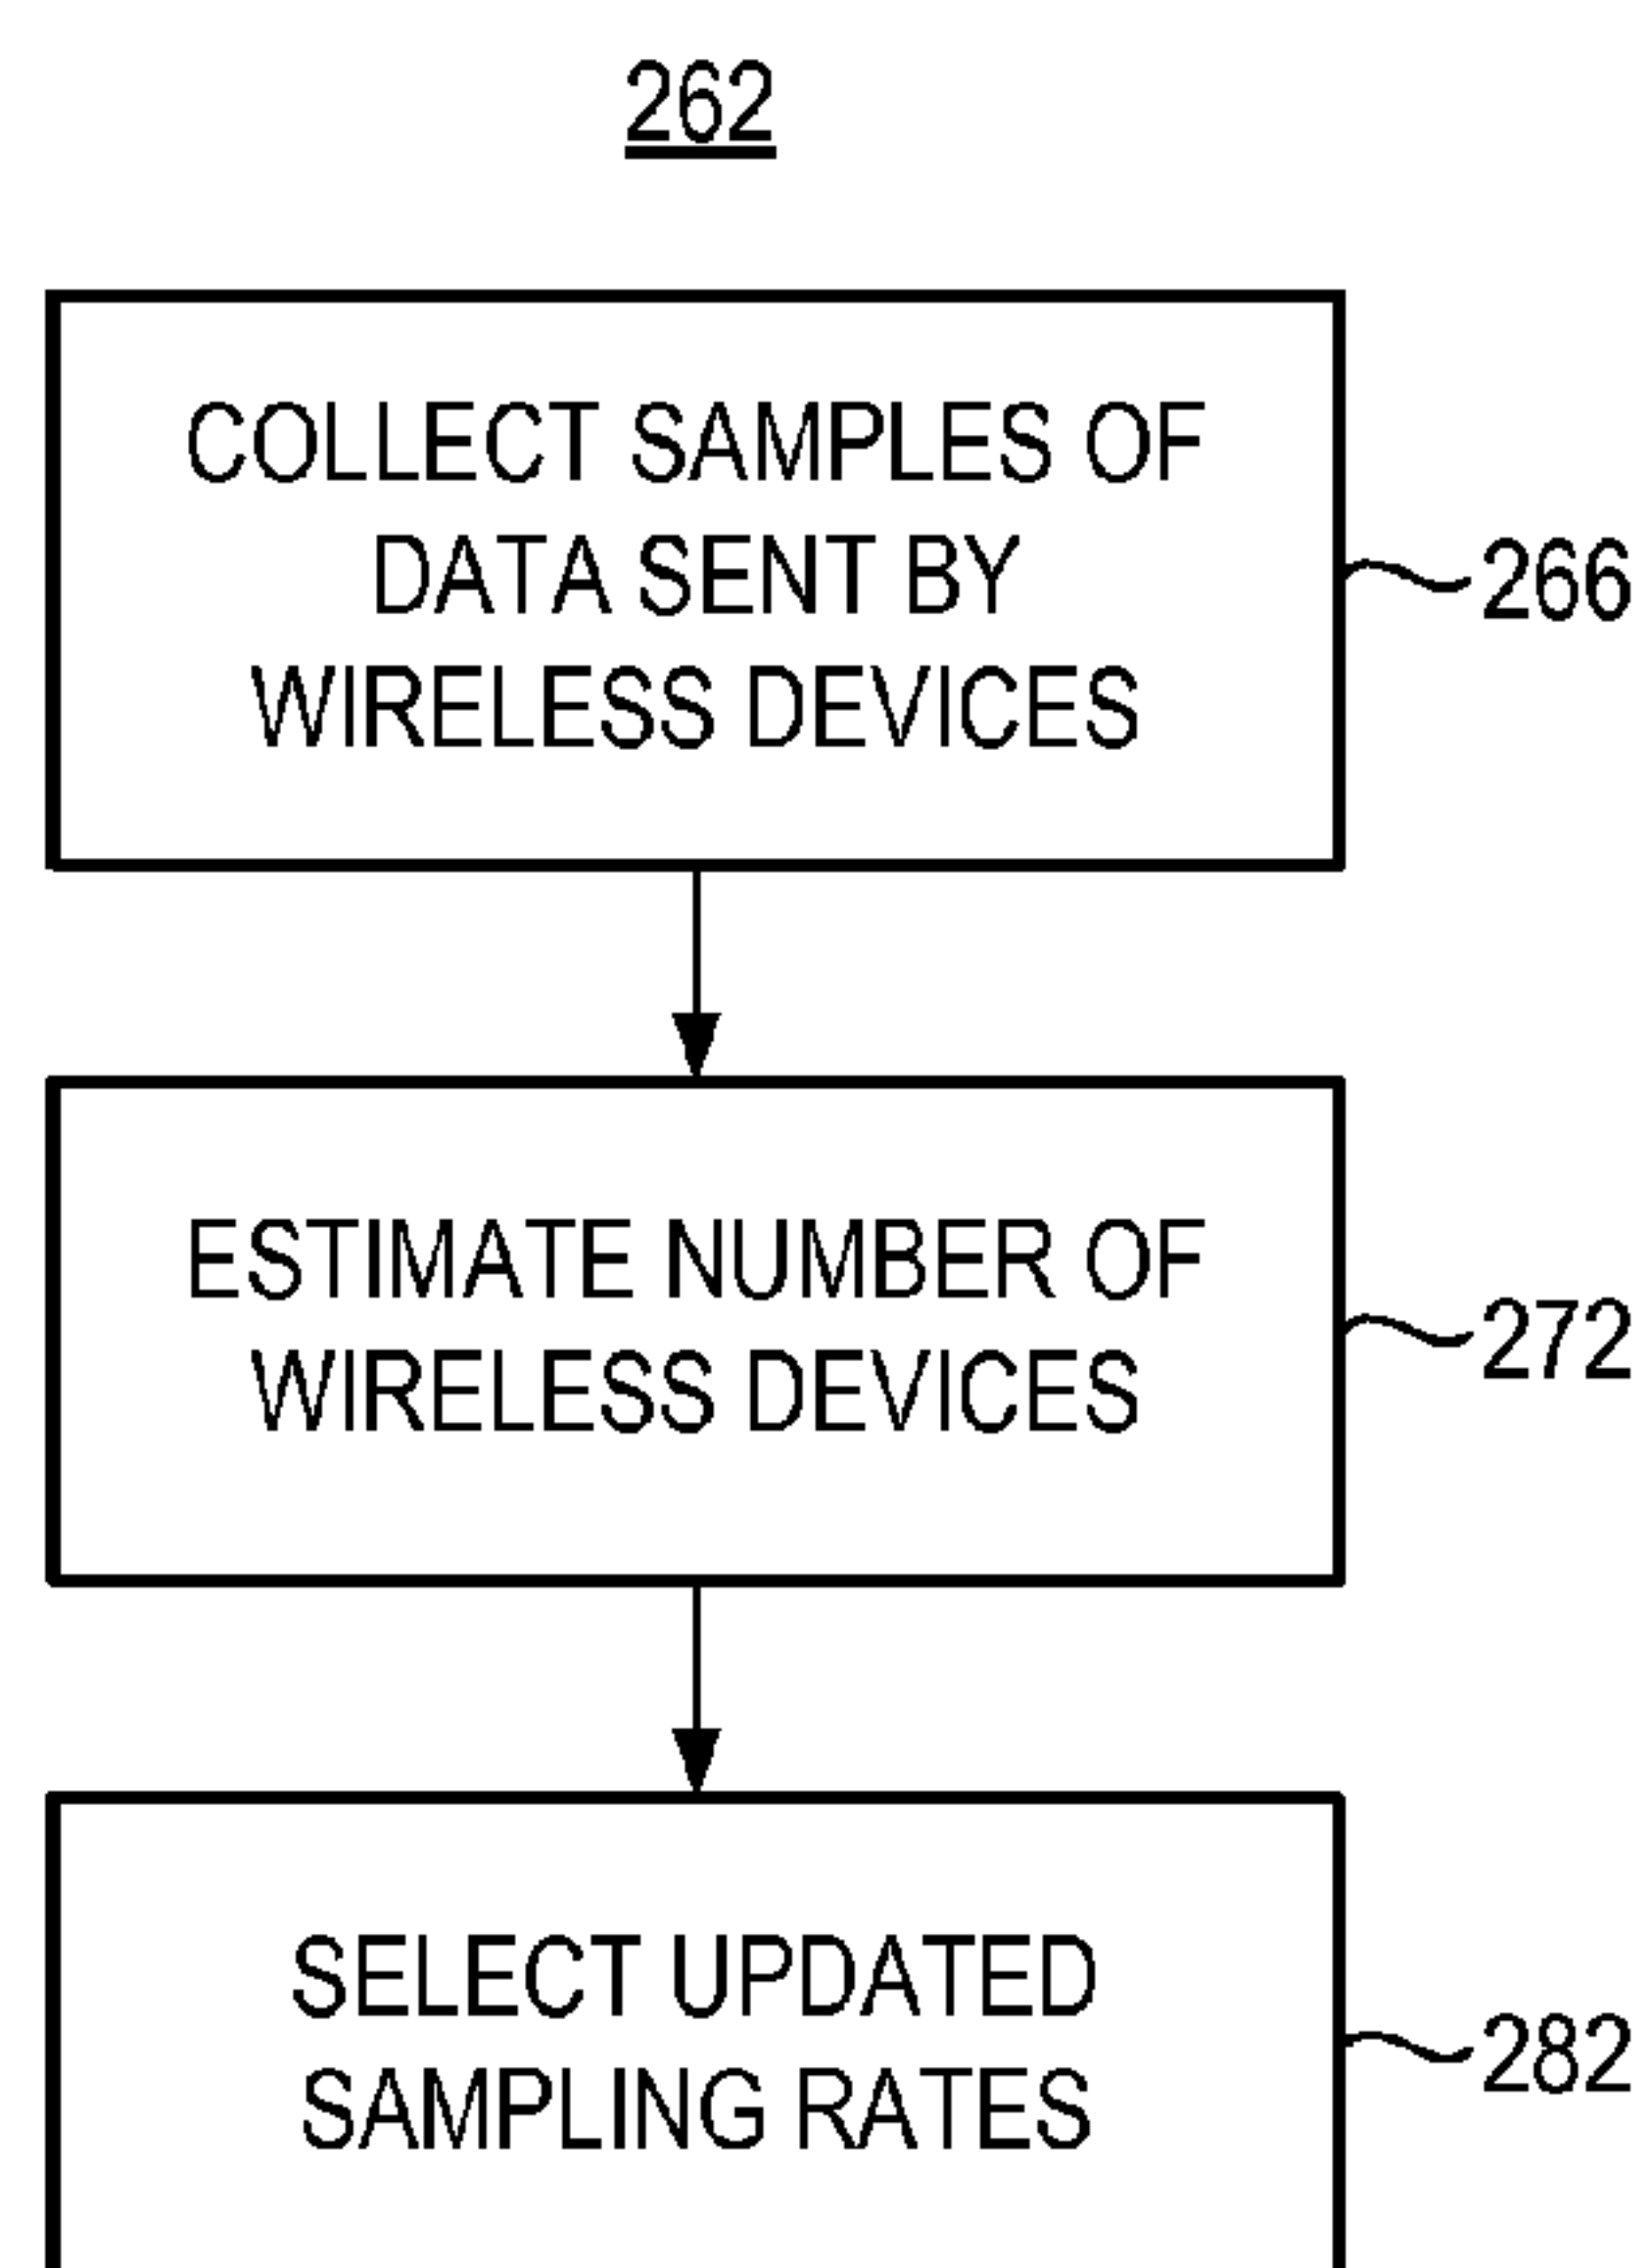 262
COLLECT SAMPLES OF
DATA SENT BY
WIRELESS DEVICES
266
ESTIMATE NUMBER OF
WIRELESS DEVICES
272
SELECT UPDATED
SAMPLING RATES
282